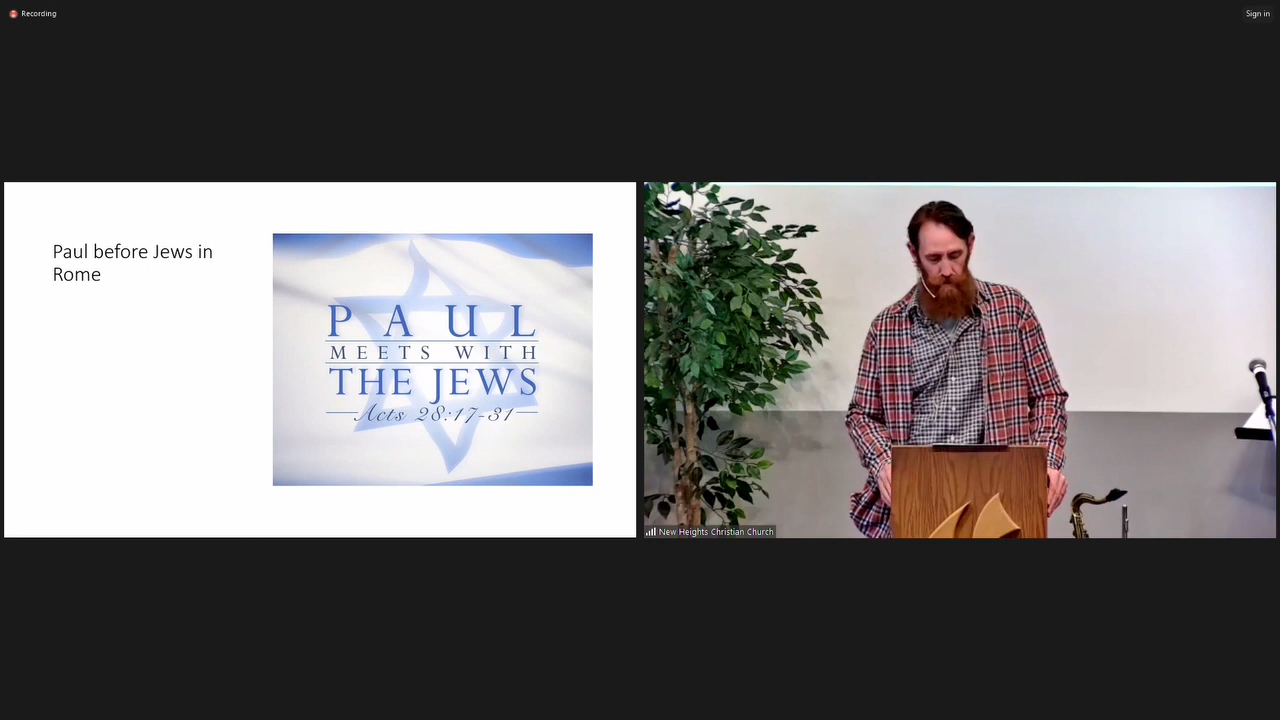 Recording
Sign in
Paul before Jews in
Rome
PAUL
MEETS WITH
THE JEWS
Acts 28:17-31
New Heights Christian Church